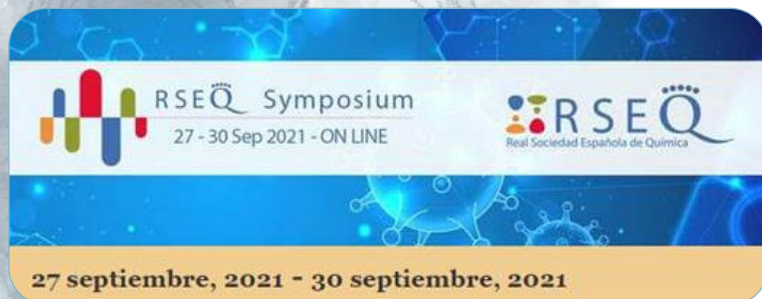 RSEQ Symposium
27 - 30 Sep 2021 - ON LINE
RSEQ
Real Sociedad Española de Química
27 septiembre, 2021 - 30 septiembre, 2021